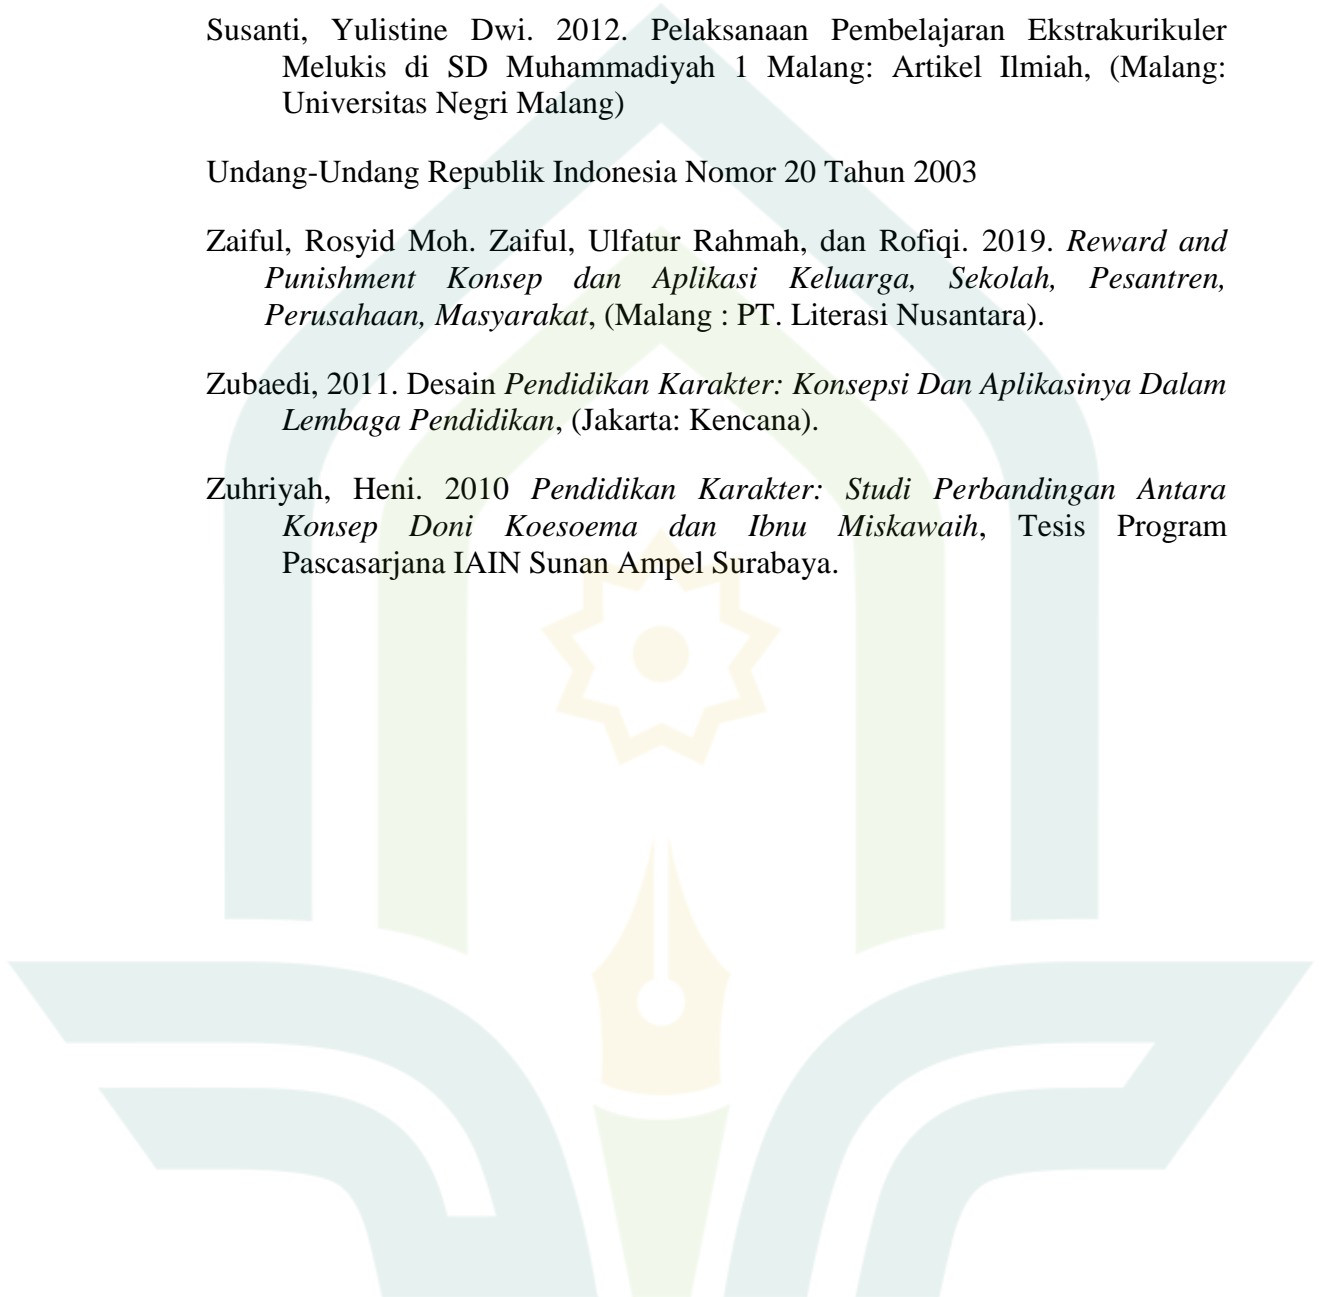 Susanti, Yulistine Dwi. 2012. Pelaksanaan Pembelajaran Ekstrakurikuler
Melukis di SD Muhammadiyah 1 Malang: Artikel Ilmiah, (Malang:
Universitas Negri Malang)
Undang-Undang Republik Indonesia Nomor 20 Tahun 2003
Zaiful, Rosyid Moh. Zaiful, Ulfatur Rahmah, dan Rofiqi. 2019. Reward and
Punishment Konsep dan Aplikasi Keluarga, Sekolah, Pesantren,
Perusahaan, Masyarakat, (Malang : PT. Literasi Nusantara).
Zubaedi, 2011. Desain Pendidikan Karakter: Konsepsi Dan Aplikasinya Dalam
Lembaga Pendidikan, (Jakarta: Kencana).
Zuhriyah, Heni. 2010 Pendidikan Karakter: Studi Perbandingan Antara
Konsep Doni Koesoema dan Ibnu Miskawaih, Tesis Program
Pascasarjana IAIN Sunan Ampel Surabaya.